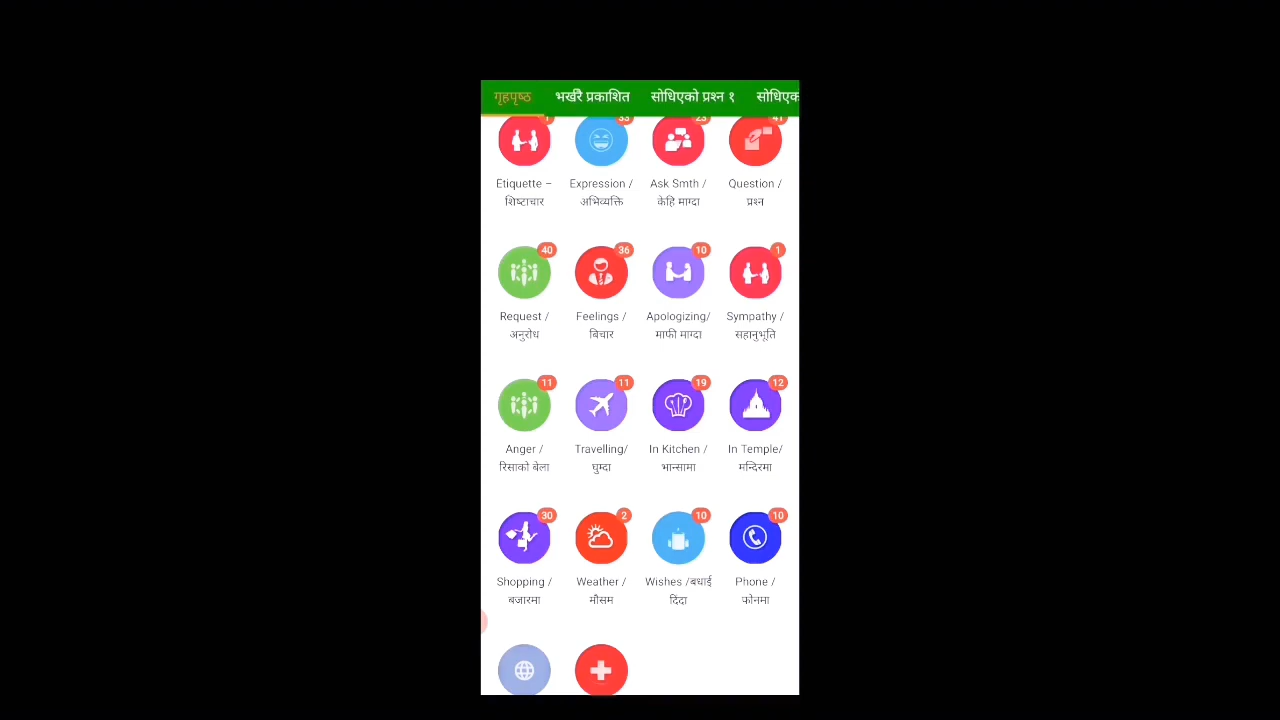 गृहपृष्ठ भर्खरै प्रकाशित सोधिएको प्रश्न १ सोधिएक
1 33 23 41
Etiquette – Expression / Ask Smth / Question /
शिष्टाचार अभिव्यक्ति केहि माग्दा प्रश्न
40 36 10 1
Request / Feelings / Apologizing/ Sympathy /
अनुरोध बिचार माफी माग्दा सहानुभूति
11 11 19 12
Anger / Travelling/ In Kitchen / In Temple/
रिसाको बेला घुम्दा भान्सामा मन्दिरमा
30 2 10 10
Shopping / Weather / Wishes /बधाई Phone /
बजारमा मौसम दिंदा फोनमा